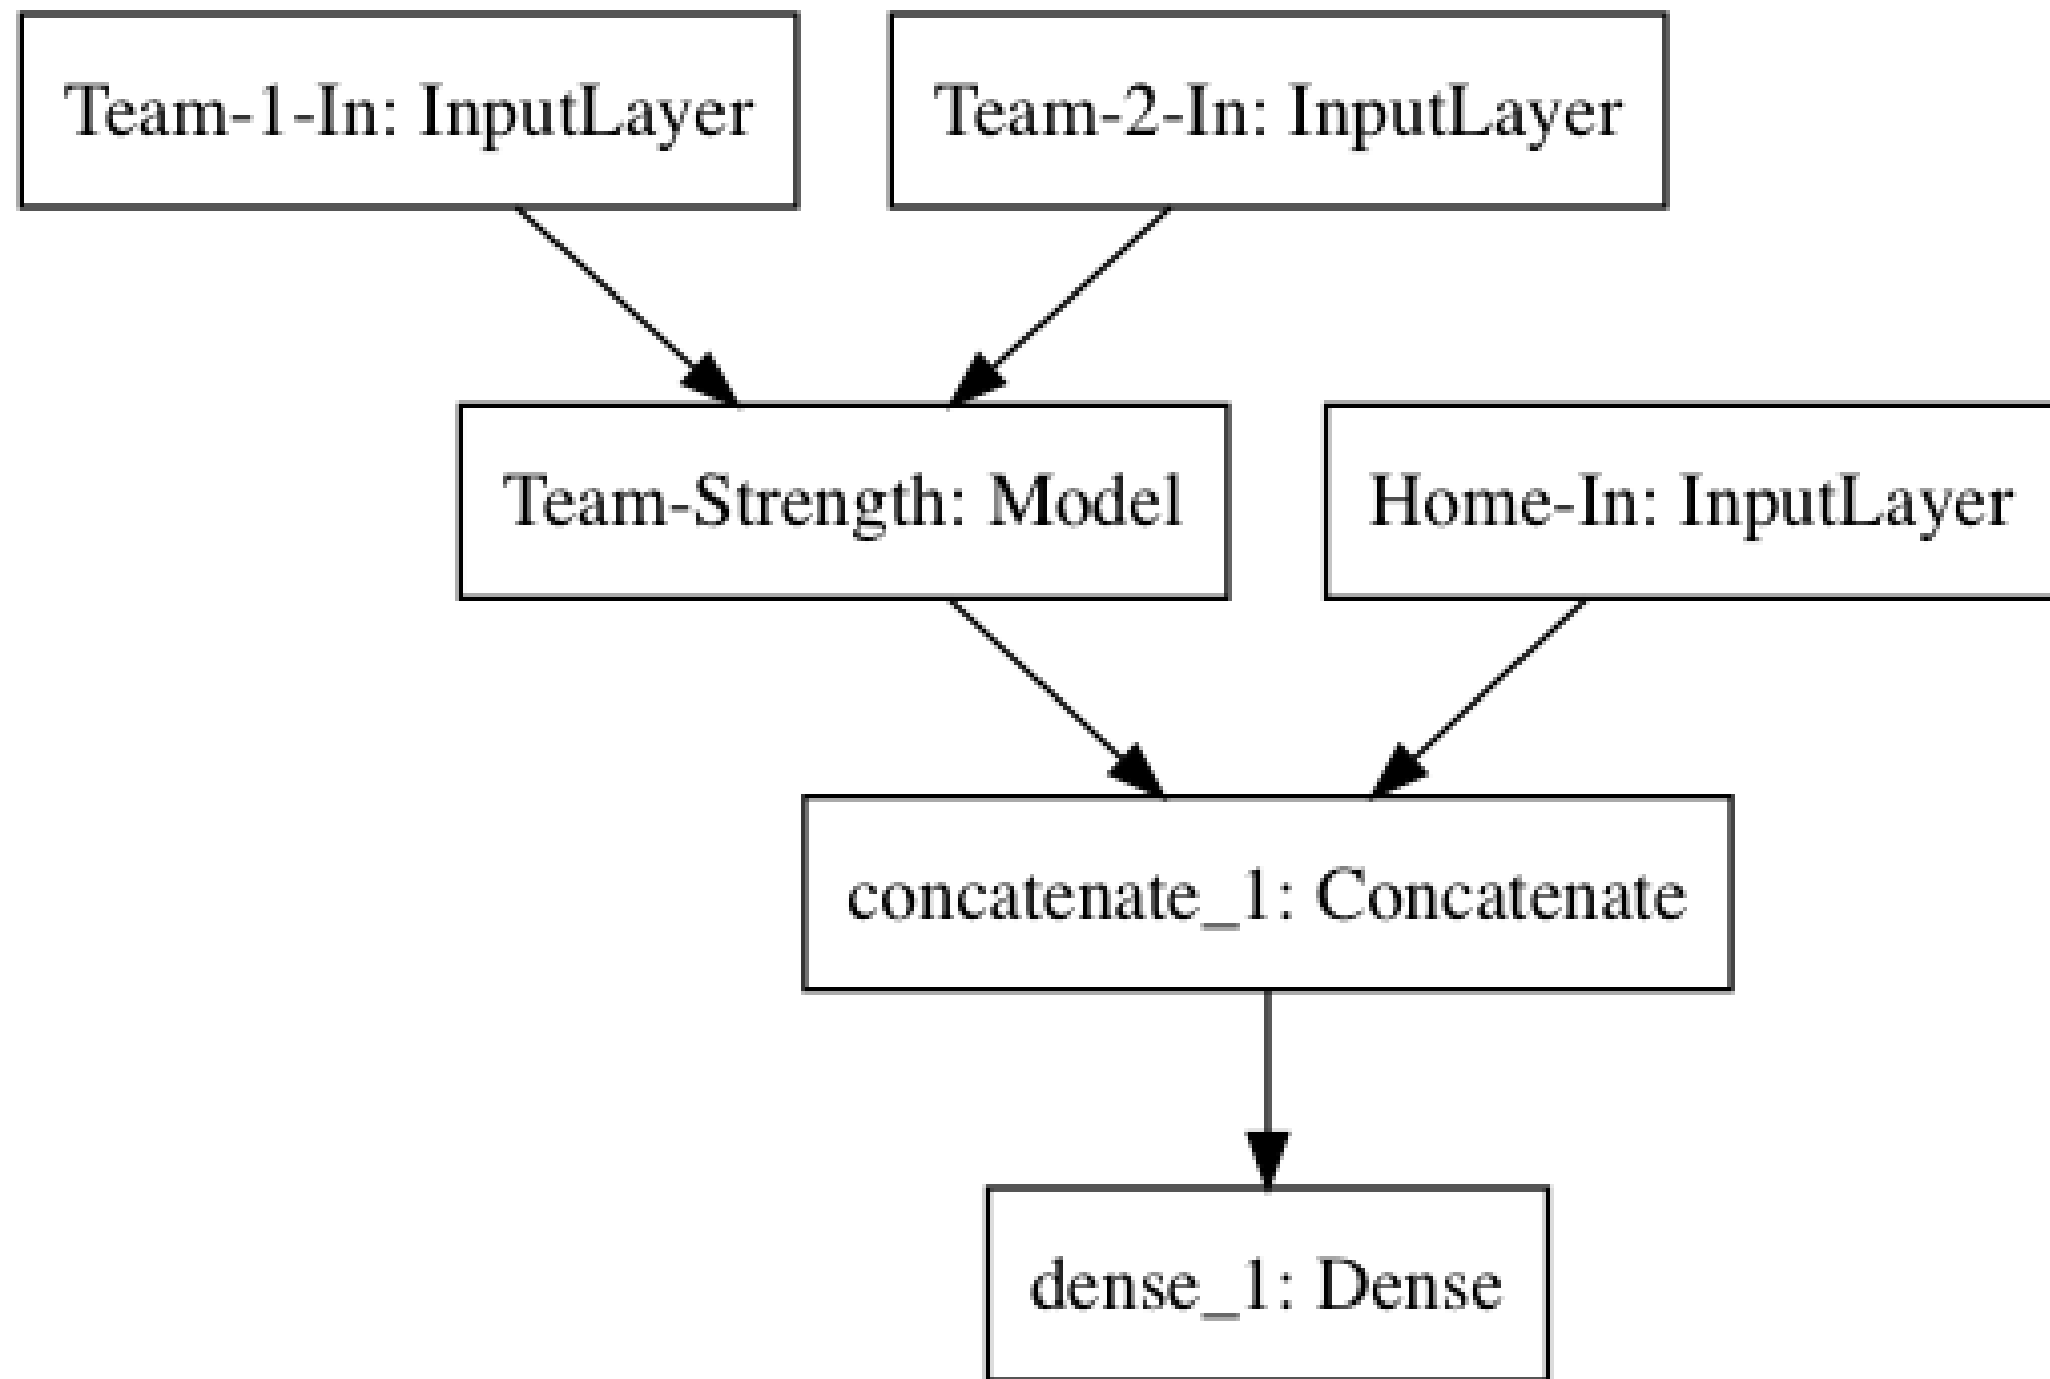 Team-1-In: InputLayer
Team-2-In: InputLayer
Team-Strength: Model
Home-In: InputLayer
concatenate_1: Concatenate
dense_1: Dense